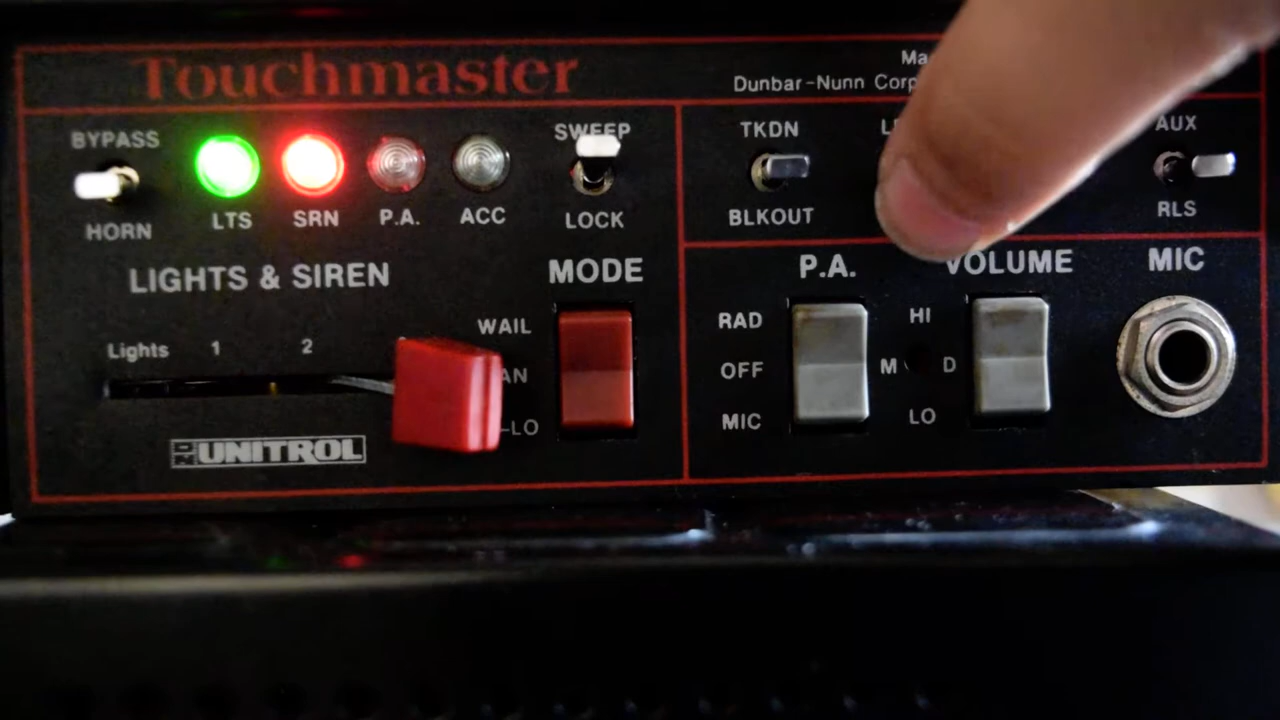 Touchmaster
Dunbar-Nunn Corp
BYPASS
HORN
LTS
SRN
P.A.
ACC
SWEEP
LOCK
TKDN
BLKOUT
AUX
RLS
LIGHTS & SIREN
Lights 1 2
UNITROL
MODE
WAIL
P.A.
RAD
OFF
MIC
VOLUME
HI
M D
LO
MIC